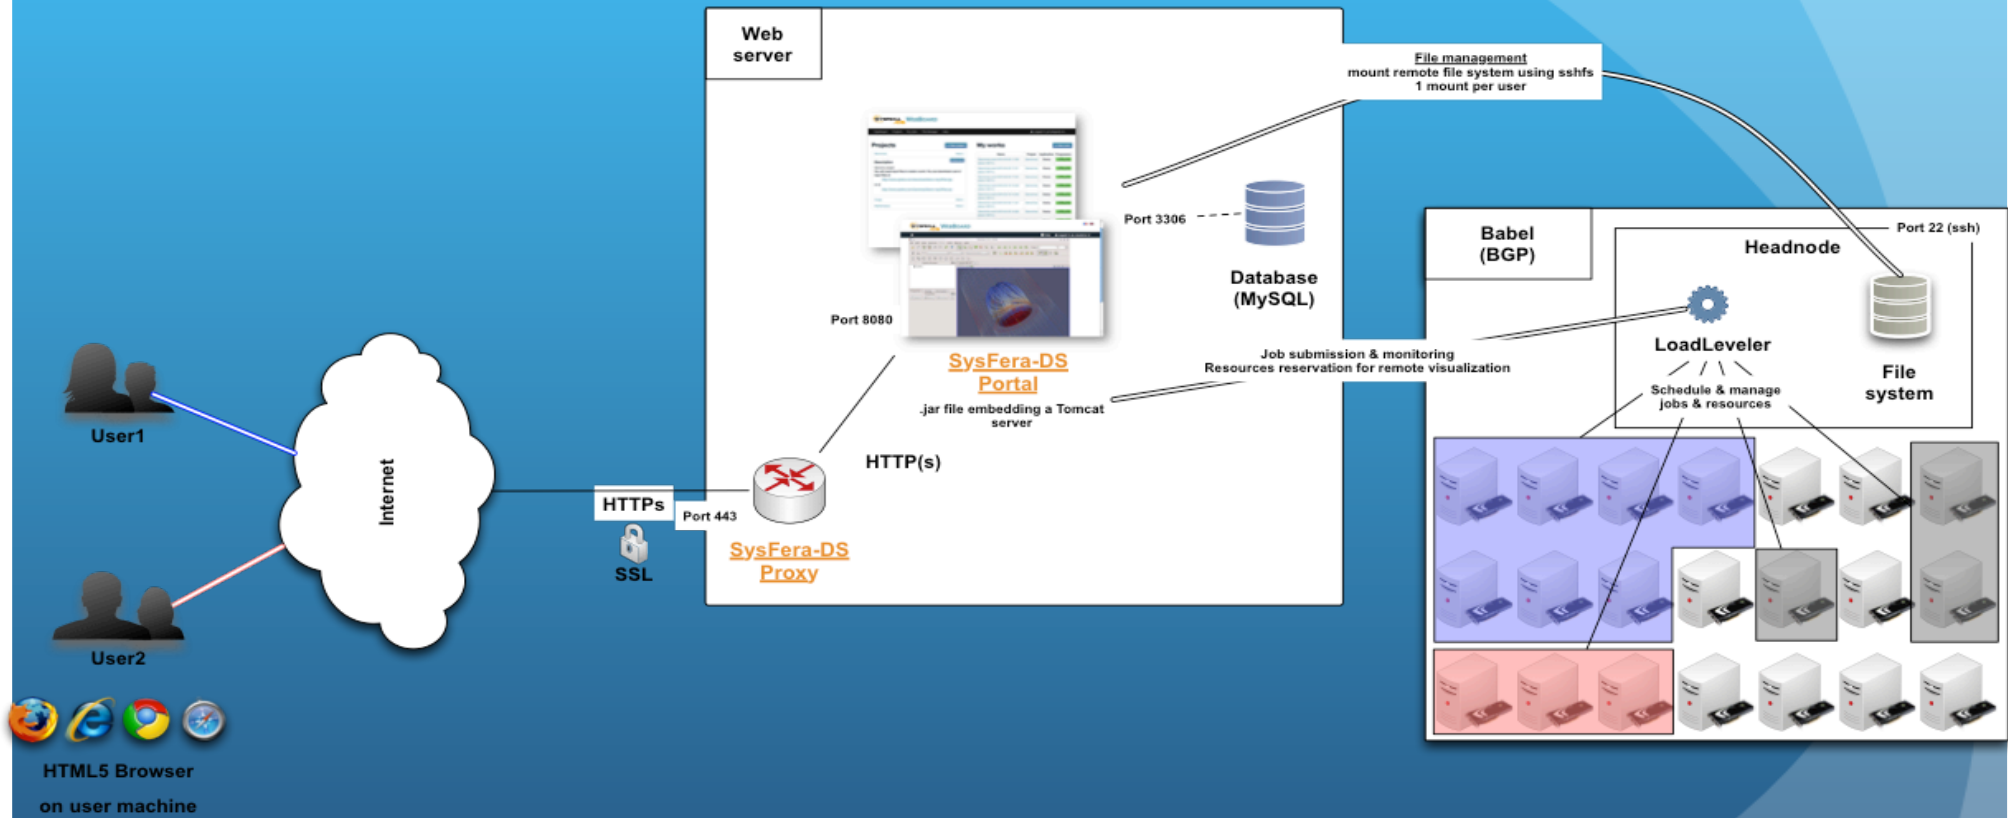 Web
server
File management
mount remote file system using sshfs
1 mount per user
Projects
My works
Port 3306
Database
(MySQL)
Port 8080
SysFera-DS
Portal
.jar file embedding a Tomcat
server
Job submission & monitoring
Resources reservation for remote visualization
Babel
(BGP)
Port 22 (ssh)
Headnode
LoadLeveler
File
system
Schedule & manage
jobs & resources
User1
Internet
HTTP(s)
HTTPs
Port 443
SSL
SysFera-DS
Proxy
User2
HTML5 Browser
on user machine